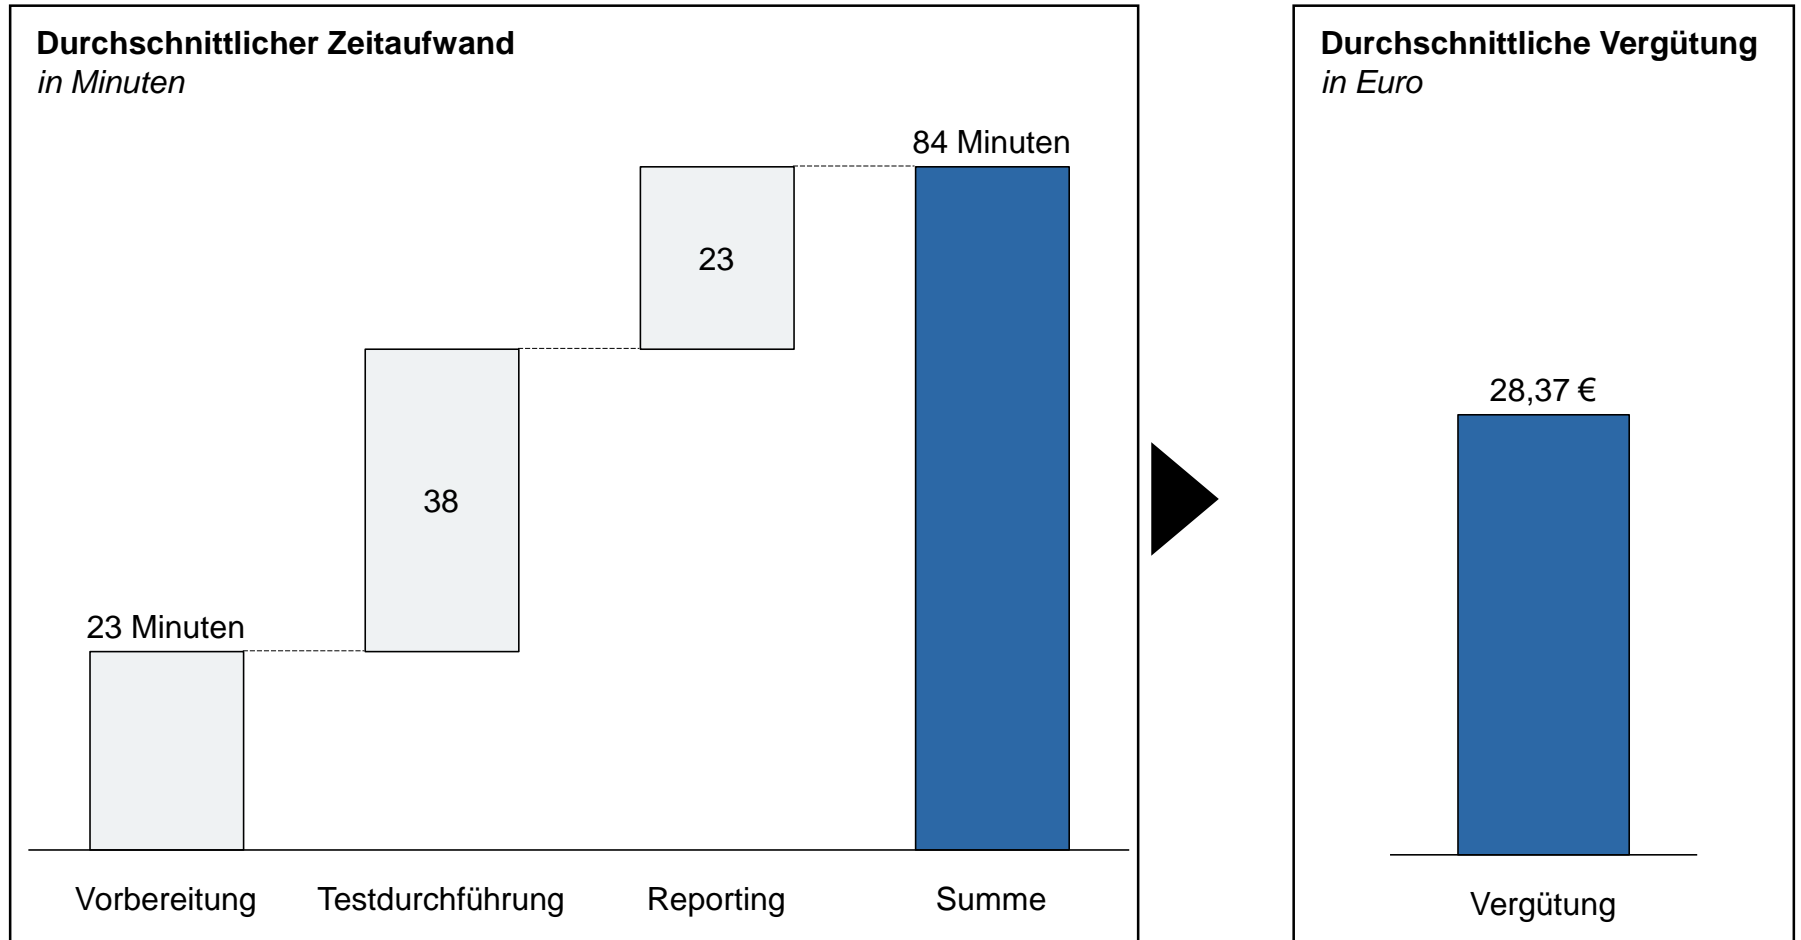 Durchschnittlicher Zeitaufwand
in Minuten
84 Minuten
23
38
23 Minuten
Vorbereitung
Testdurchführung
Reporting
Summe
Durchschnittliche Vergütung
in Euro
28,37 €
Vergütung